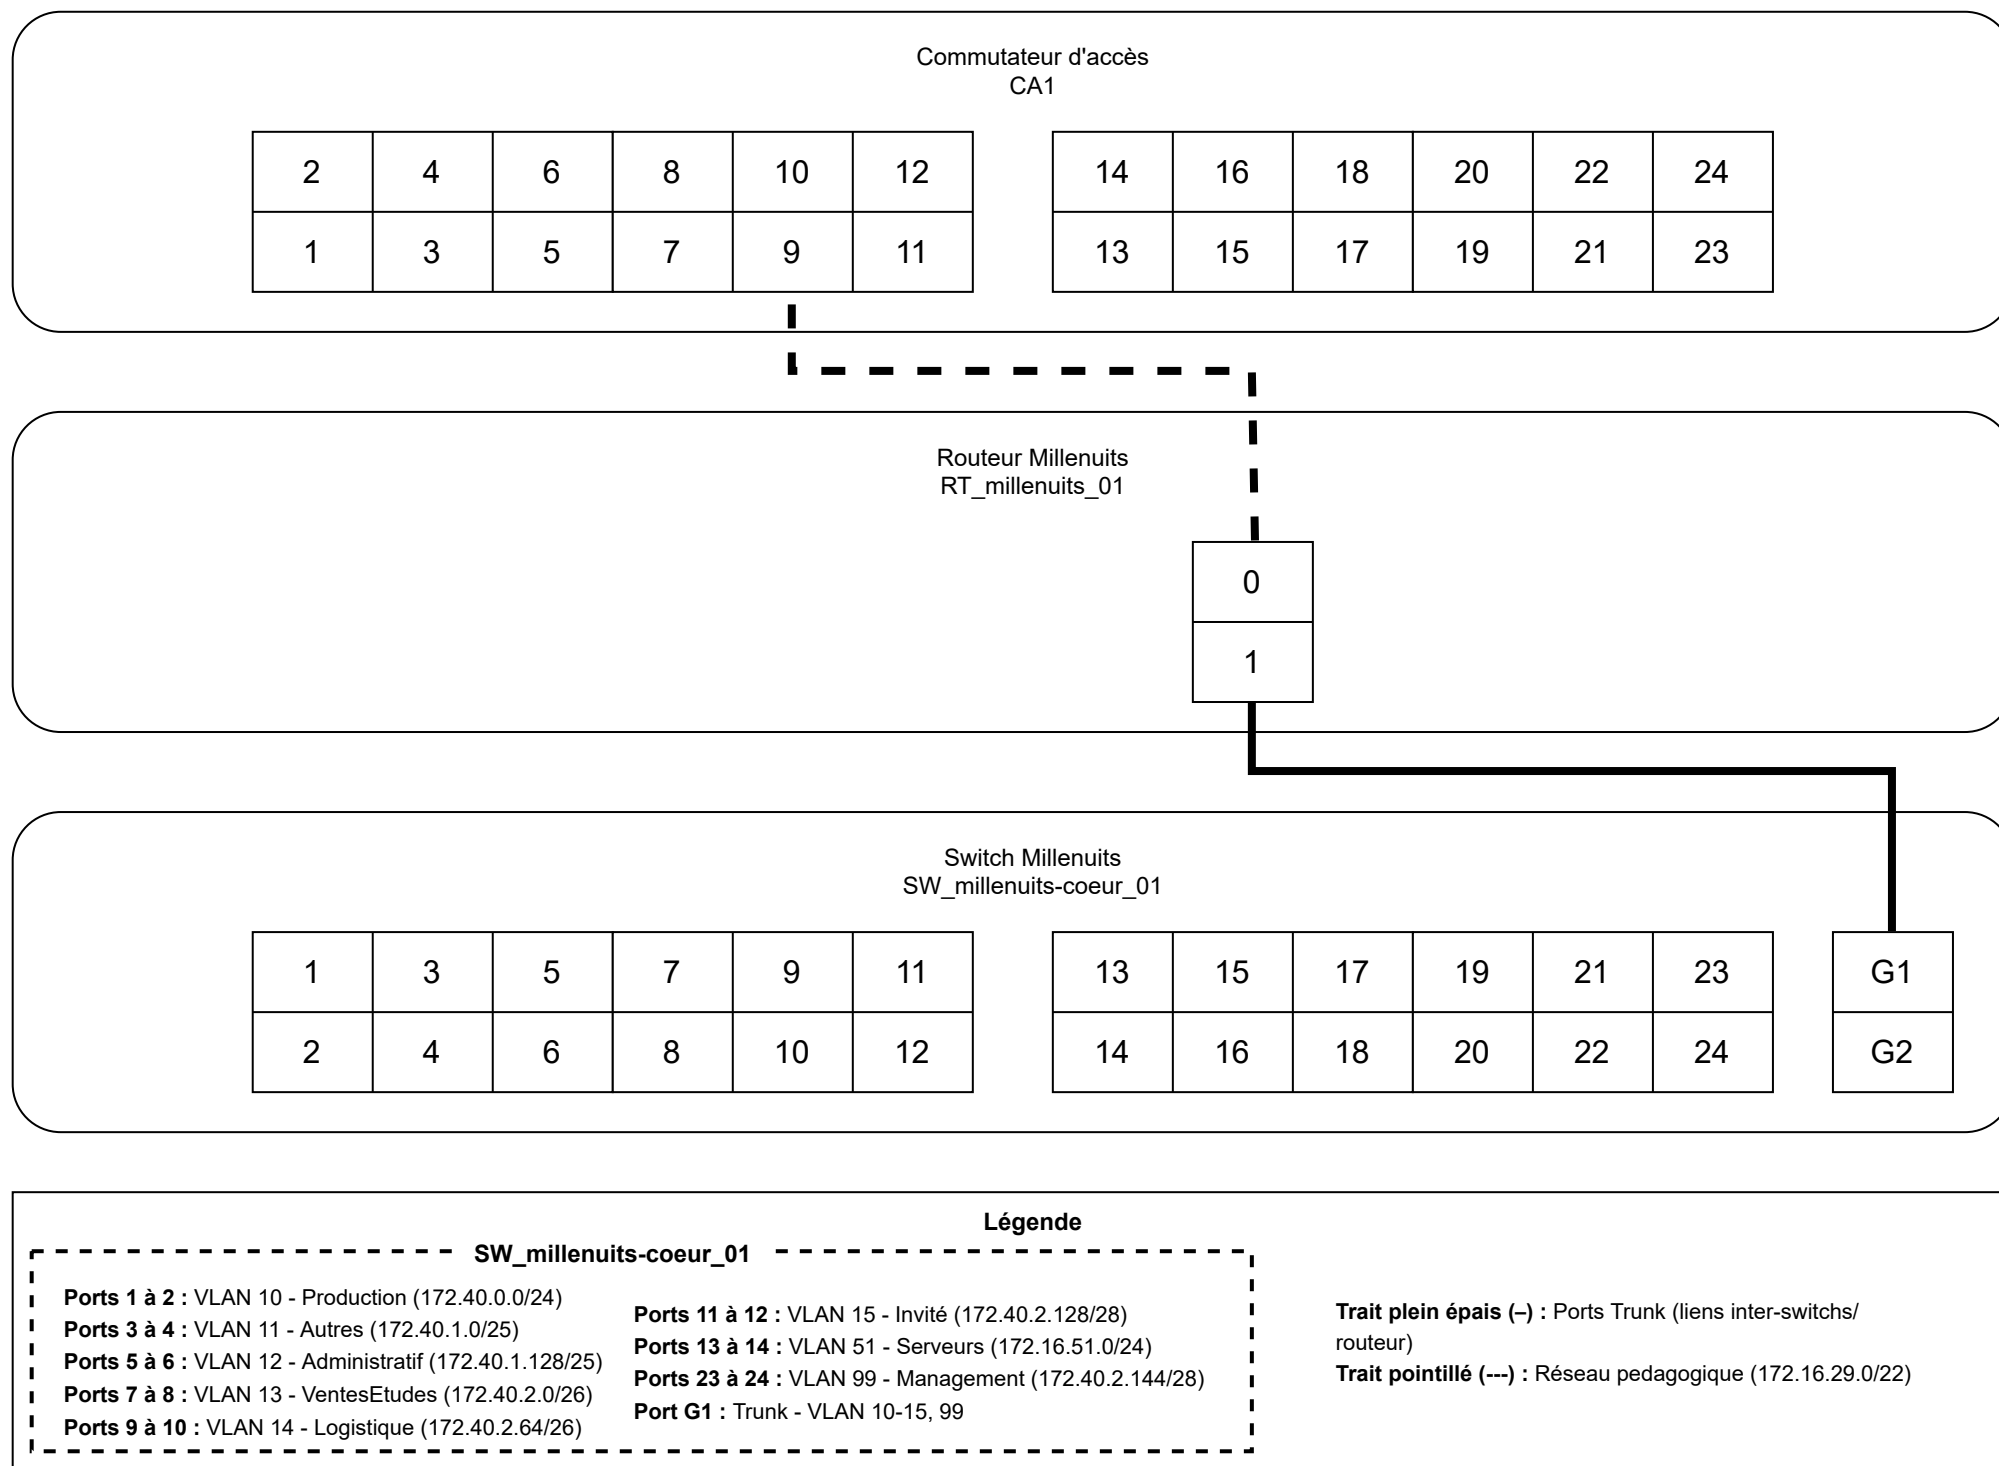 Commutateur d'accès
CA1
2 4 6 8 10 12 14 16 18 20 22 24
1 3 5 7 9 11 13 15 17 19 21 23
Routeur Millenuits
RT_millenuits_01
0
1
Switch Millenuits
SW_millenuits-coeur_01
1 3 5 7 9 11 13 15 17 19 21 23 G1
2 4 6 8 10 12 14 16 18 20 22 24 G2
Légende
SW_millenuits-coeur_01
Ports 1 à 2 : VLAN 10 - Production (172.40.0.0/24)
Ports 3 à 4 : VLAN 11 - Autres (172.40.1.0/25)
Ports 5 à 6 : VLAN 12 - Administratif (172.40.1.128/25)
Ports 7 à 8 : VLAN 13 - VentesEtudes (172.40.2.0/26)
Ports 9 à 10 : VLAN 14 - Logistique (172.40.2.64/26)
Ports 11 à 12 : VLAN 15 - Invité (172.40.2.128/28)
Ports 13 à 14 : VLAN 51 - Serveurs (172.16.51.0/24)
Ports 23 à 24 : VLAN 99 - Management (172.40.2.144/28)
Port G1 : Trunk - VLAN 10-15, 99
Trait plein épais (–) : Ports Trunk (liens inter-switchs/
routeur)
Trait pointillé (---) : Réseau pedagogique (172.16.29.0/22)